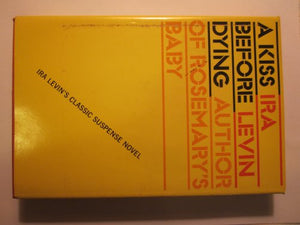 A KISS IRA
BEFORE LEVIN
DYING AUTHOR
OF ROSEMARY'S
BABY
IRA LEVIN'S CLASSIC SUSPENSE NOVEL